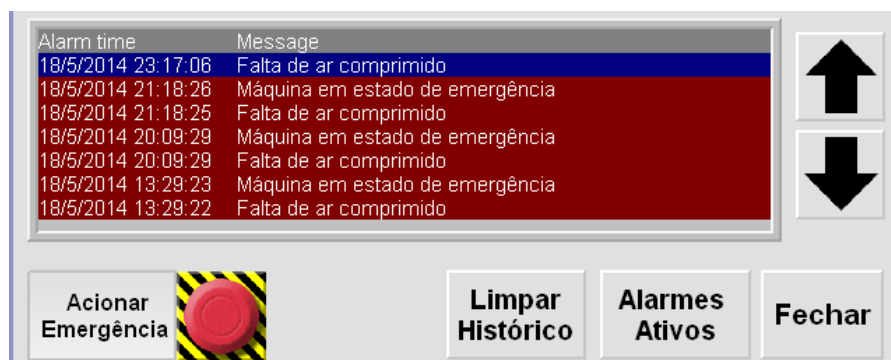 Alarm time Message
18/5/2014 23:17:06 Falta de ar comprimido
18/5/2014 21:18:26 Máquina em estado de emergência
18/5/2014 21:18:25 Falta de ar comprimido
18/5/2014 20:09:29 Máquina em estado de emergência
18/5/2014 20:09:29 Falta de ar comprimido
18/5/2014 13:29:23 Máquina em estado de emergência
18/5/2014 13:29:22 Falta de ar comprimido
Acionar
Emergência
Limpar
Histórico
Alarmes
Ativos
Fechar